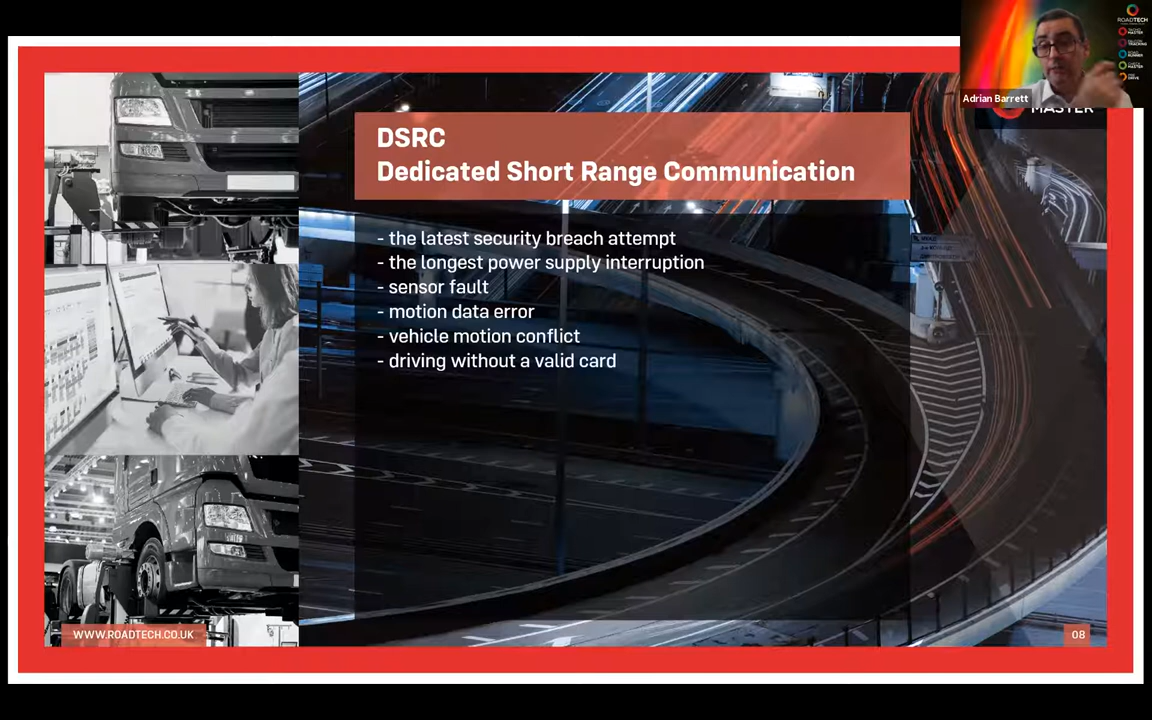 DSRC
Dedicated Short Range Communication
- the latest security breach attempt
- the longest power supply interruption
- sensor fault
- motion data error
- vehicle motion conflict
- driving without a valid card
WWW.ROADTECH.CO.UK
08
Adrian Barrett
ROADTECH
MASTER